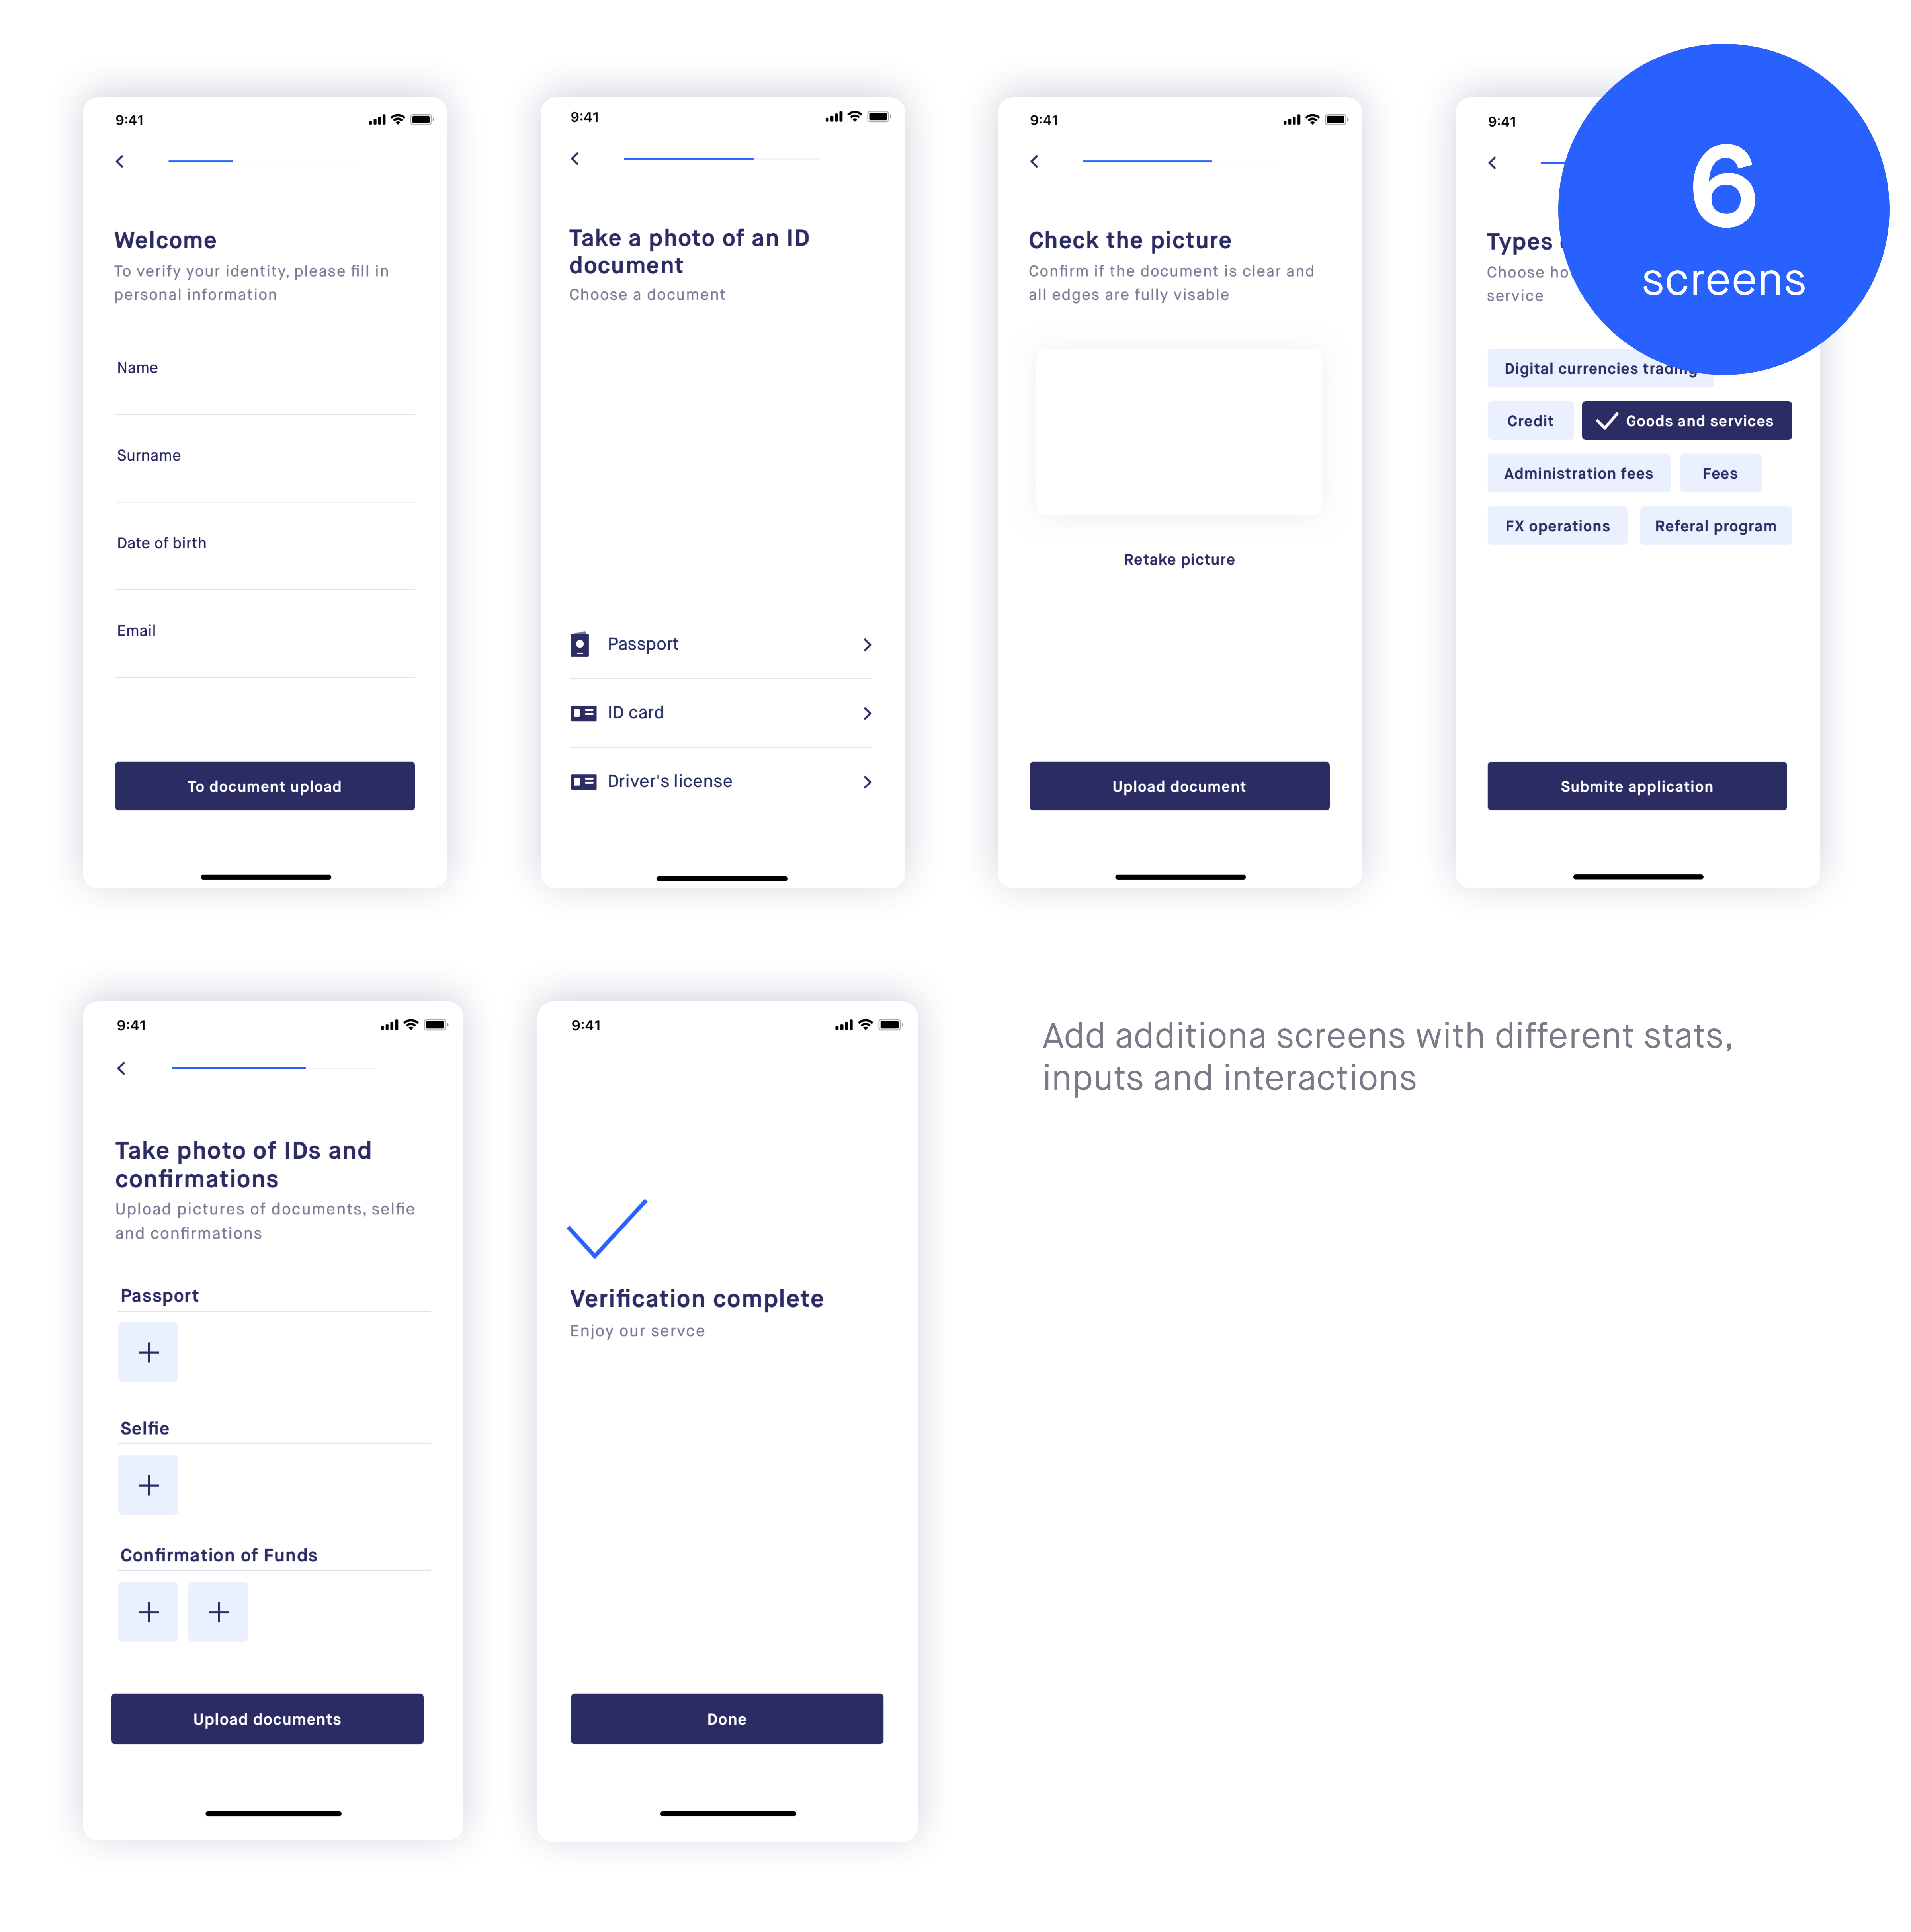 9:41
Welcome
To verify your identity, please fill in
personal information
Name
Surname
Date of birth
Email
To document upload
9:41
Take a photo of an ID
document
Choose a document
Passport
ID card
Driver's license
9:41
Check the picture
Confirm if the document is clear and
all edges are fully visable
Retake picture
Upload document
9:41
Types
Choose
service
Digital currencies trading
Credit
Goods and services
Administration fees
Fees
FX operations
Referal program
Submite application
6
screens
9:41
Take photo of IDs and
confirmations
Upload pictures of documents, selfie
and confirmations
Passport
Selfie
Confirmation of Funds
Upload documents
9:41
Verification complete
Enjoy our servce
Done
Add additiona screens with different stats,
inputs and interactions